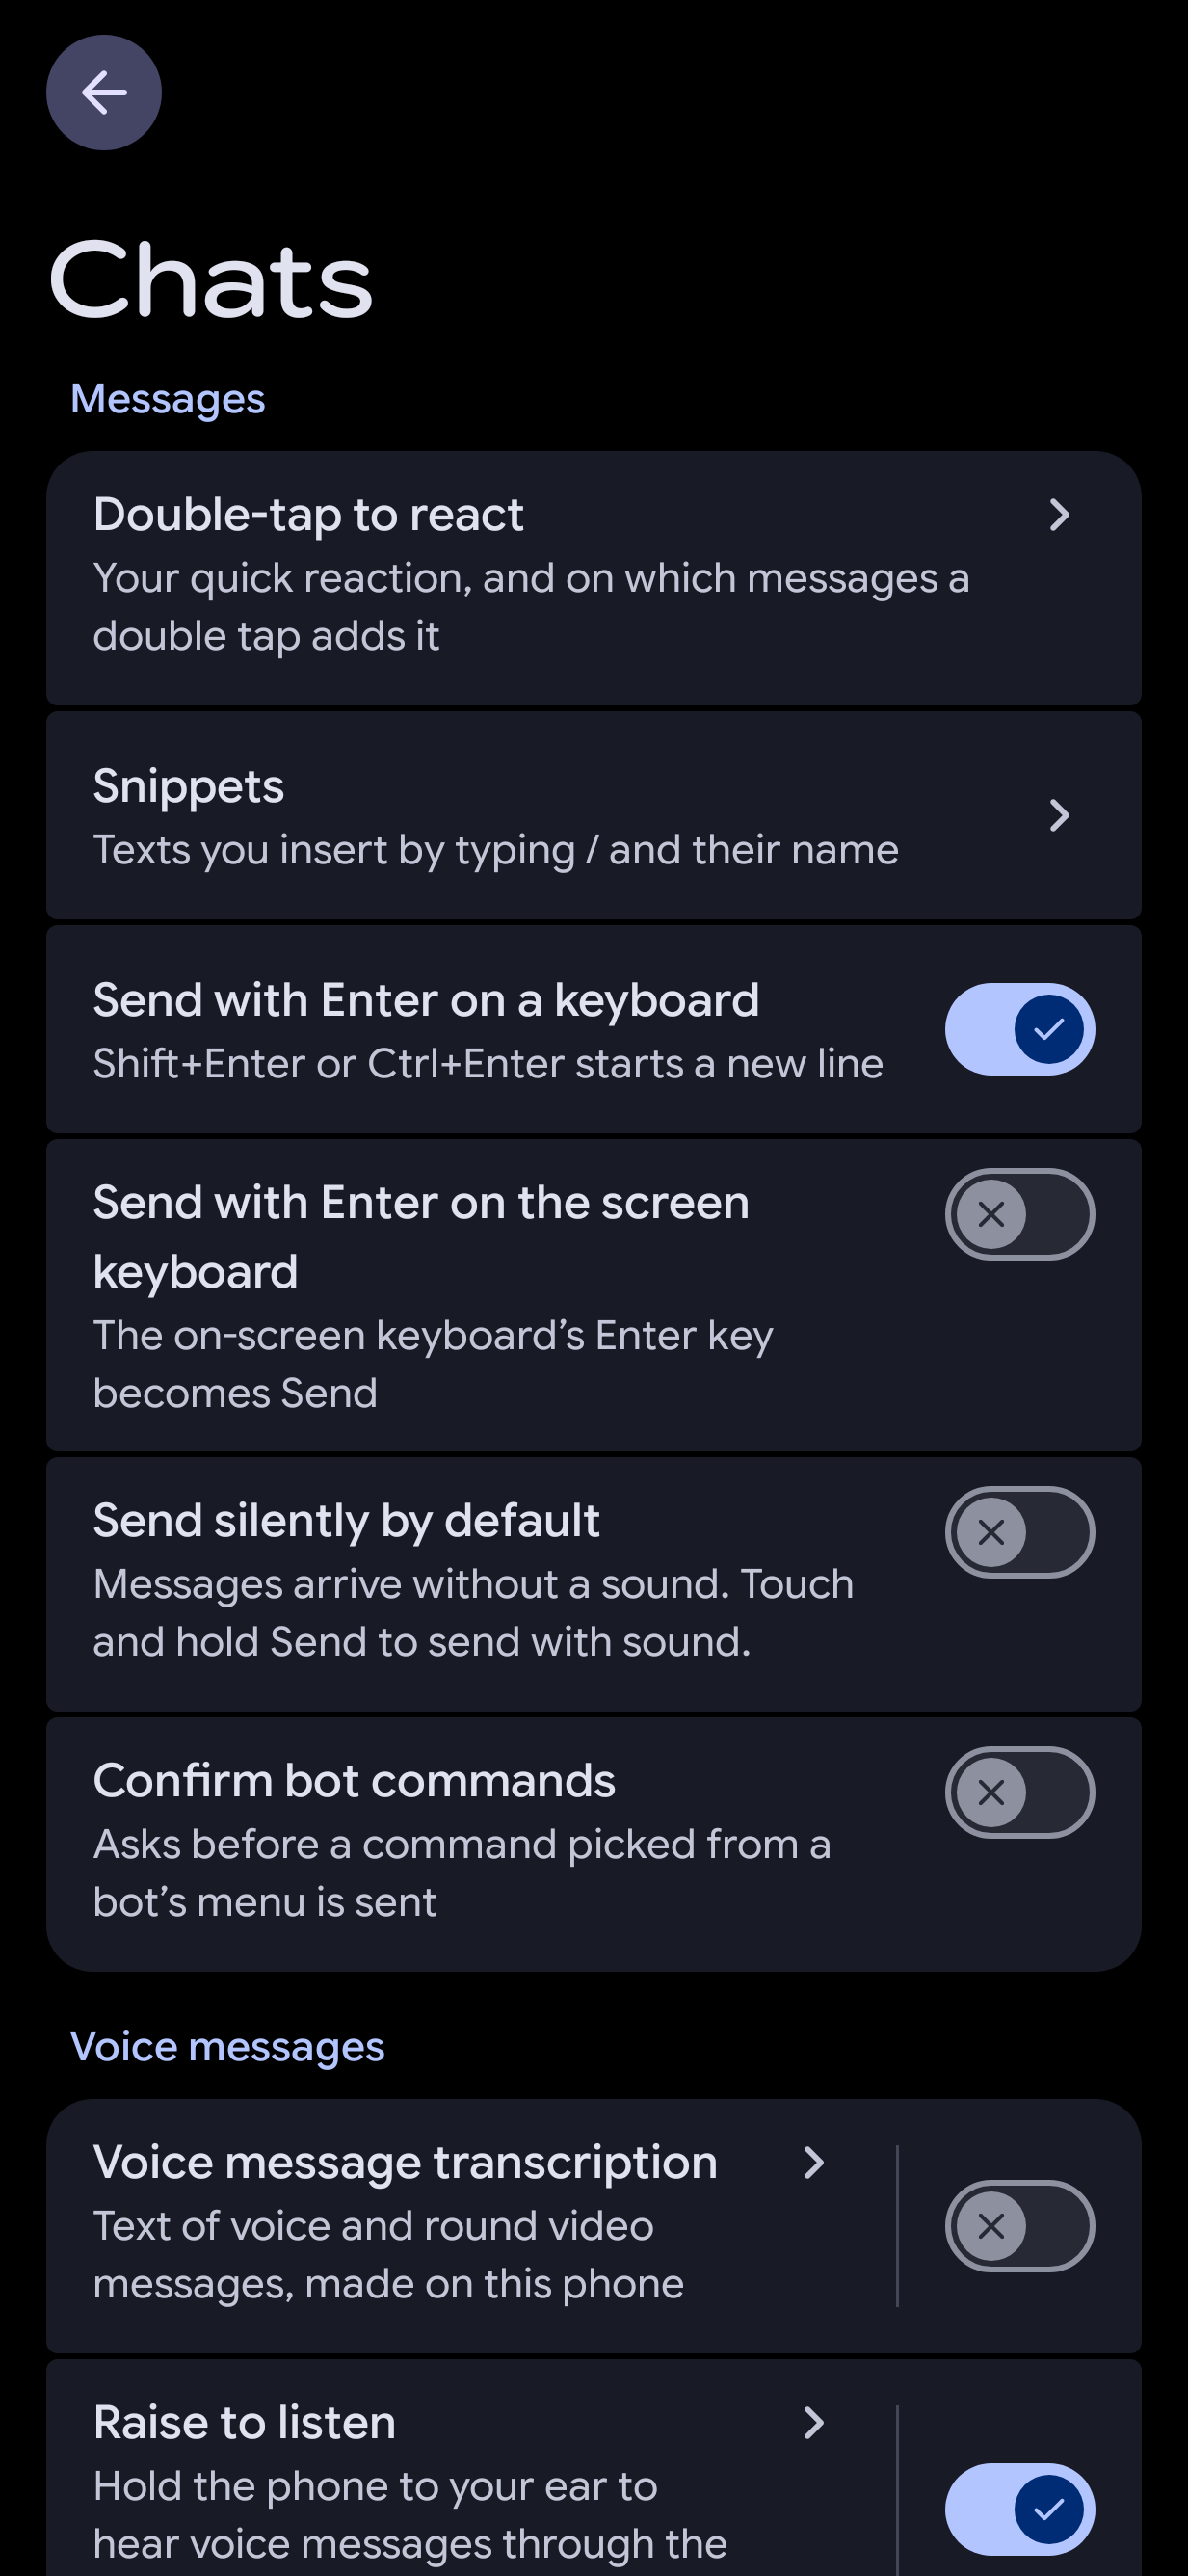 Chats
Messages
Double-tap to react
Your quick reaction, and on which messages a
double tap adds it
Snippets
Texts you insert by typing / and their name
Send with Enter on a keyboard
Shift+Enter or Ctrl+Enter starts a new line
Send with Enter on the screen
keyboard
The on-screen keyboard’s Enter key
becomes Send
Send silently by default
Messages arrive without a sound. Touch
and hold Send to send with sound.
Confirm bot commands
Asks before a command picked from a
bot’s menu is sent
Voice messages
Voice message transcription
Text of voice and round video
messages, made on this phone
Raise to listen
Hold the phone to your ear to
hear voice messages through the